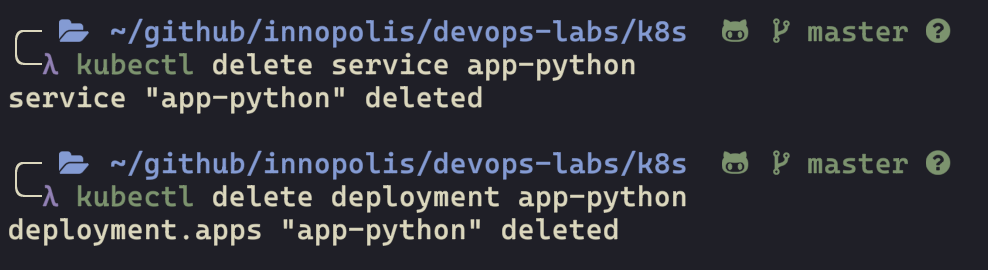 ~/github/innopolis/devops-labs/k8s master ?
λ kubectl delete service app-python
service "app-python" deleted
~/github/innopolis/devops-labs/k8s master ?
λ kubectl delete deployment app-python
deployment.apps "app-python" deleted